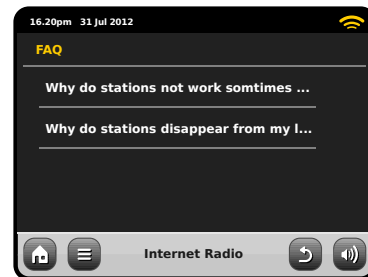 16.20pm 31 Jul 2012
FAQ
Why do stations not work somtimes ...
Why do stations disappear from my l...
Internet Radio